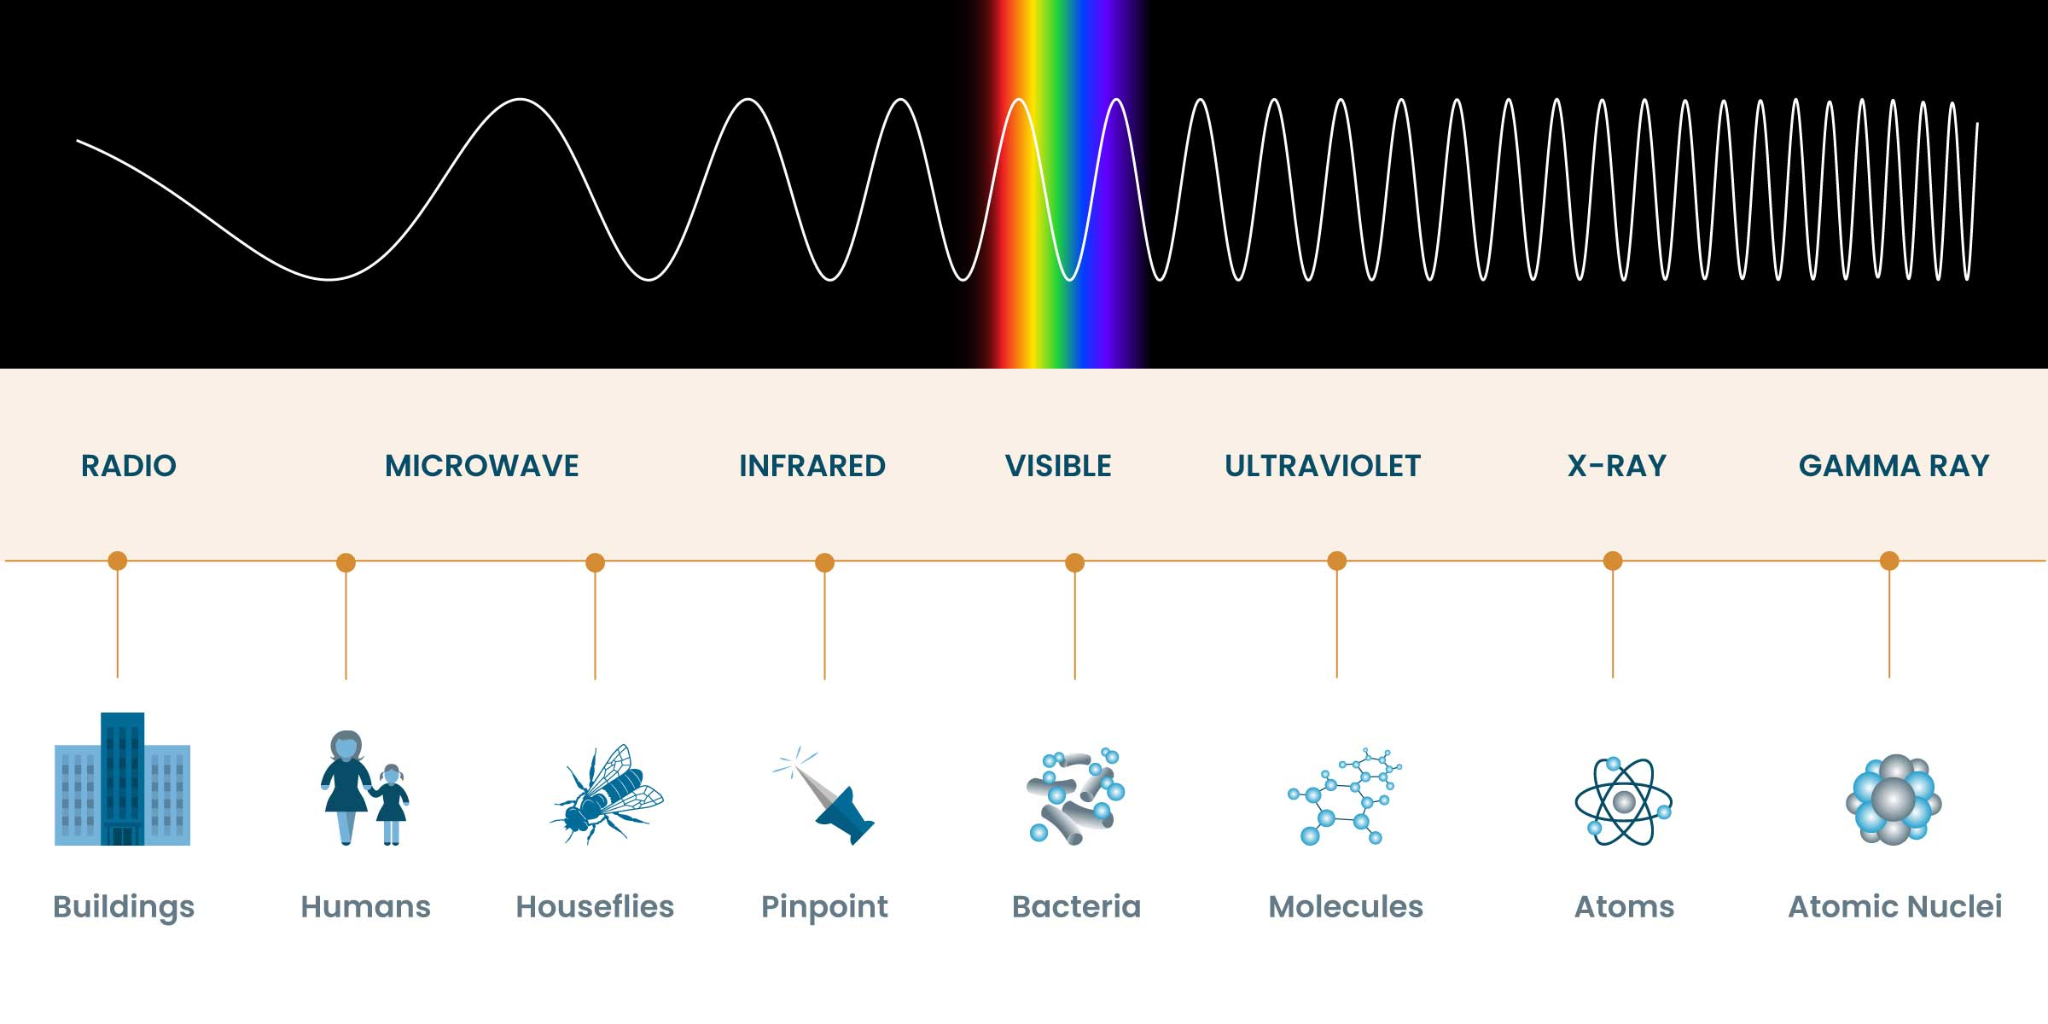 RADIO
MICROWAVE
INFRARED
VISIBLE
ULTRAVIOLET
X-RAY
GAMMA RAY
Buildings
Humans
Houseflies
Pinpoint
Bacteria
Molecules
Atoms
Atomic Nuclei